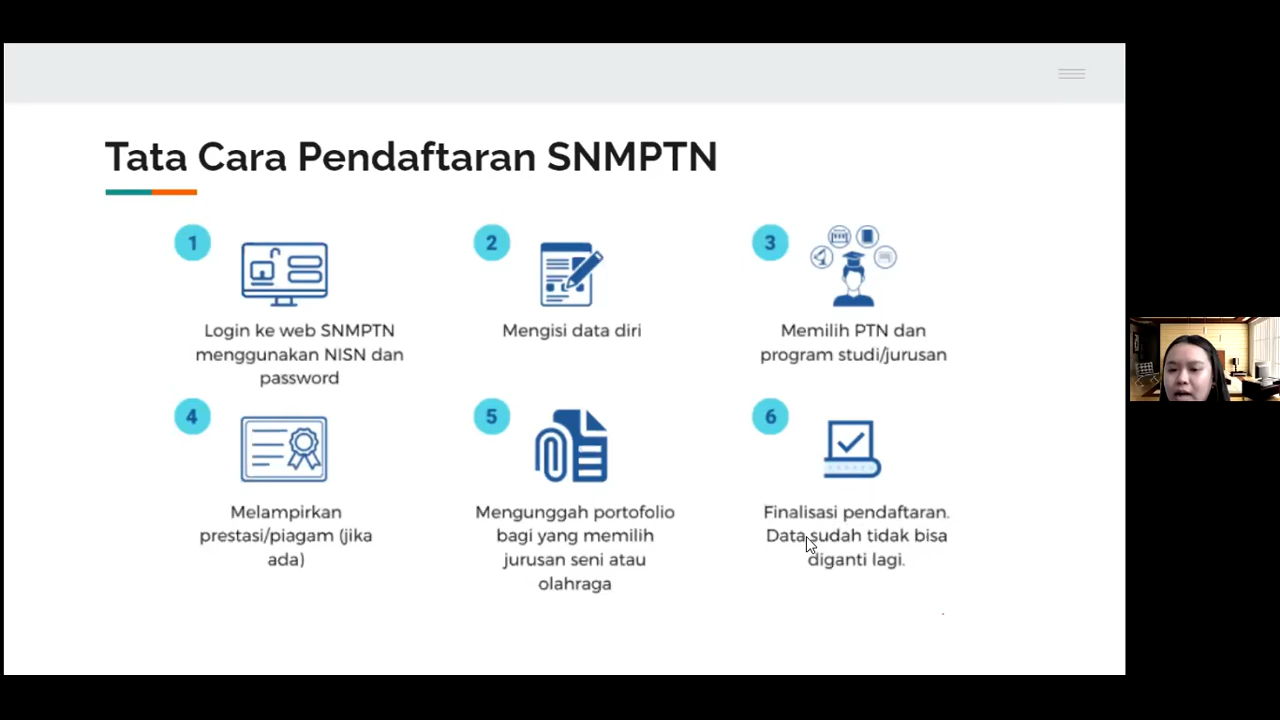 Tata Cara Pendaftaran SNMPTN
1
Login ke web SNMPTN
menggunakan NISN dan
password
2
Mengisi data diri
3
Memilih PTN dan
program studi/jurusan
4
Melampirkan
prestasi/piagam (jika
ada)
5
Mengunggah portofolio
bagi yang memilih
jurusan seni atau
olahraga
6
Finalisasi pendaftaran.
Data sudah tidak bisa
diganti lagi.